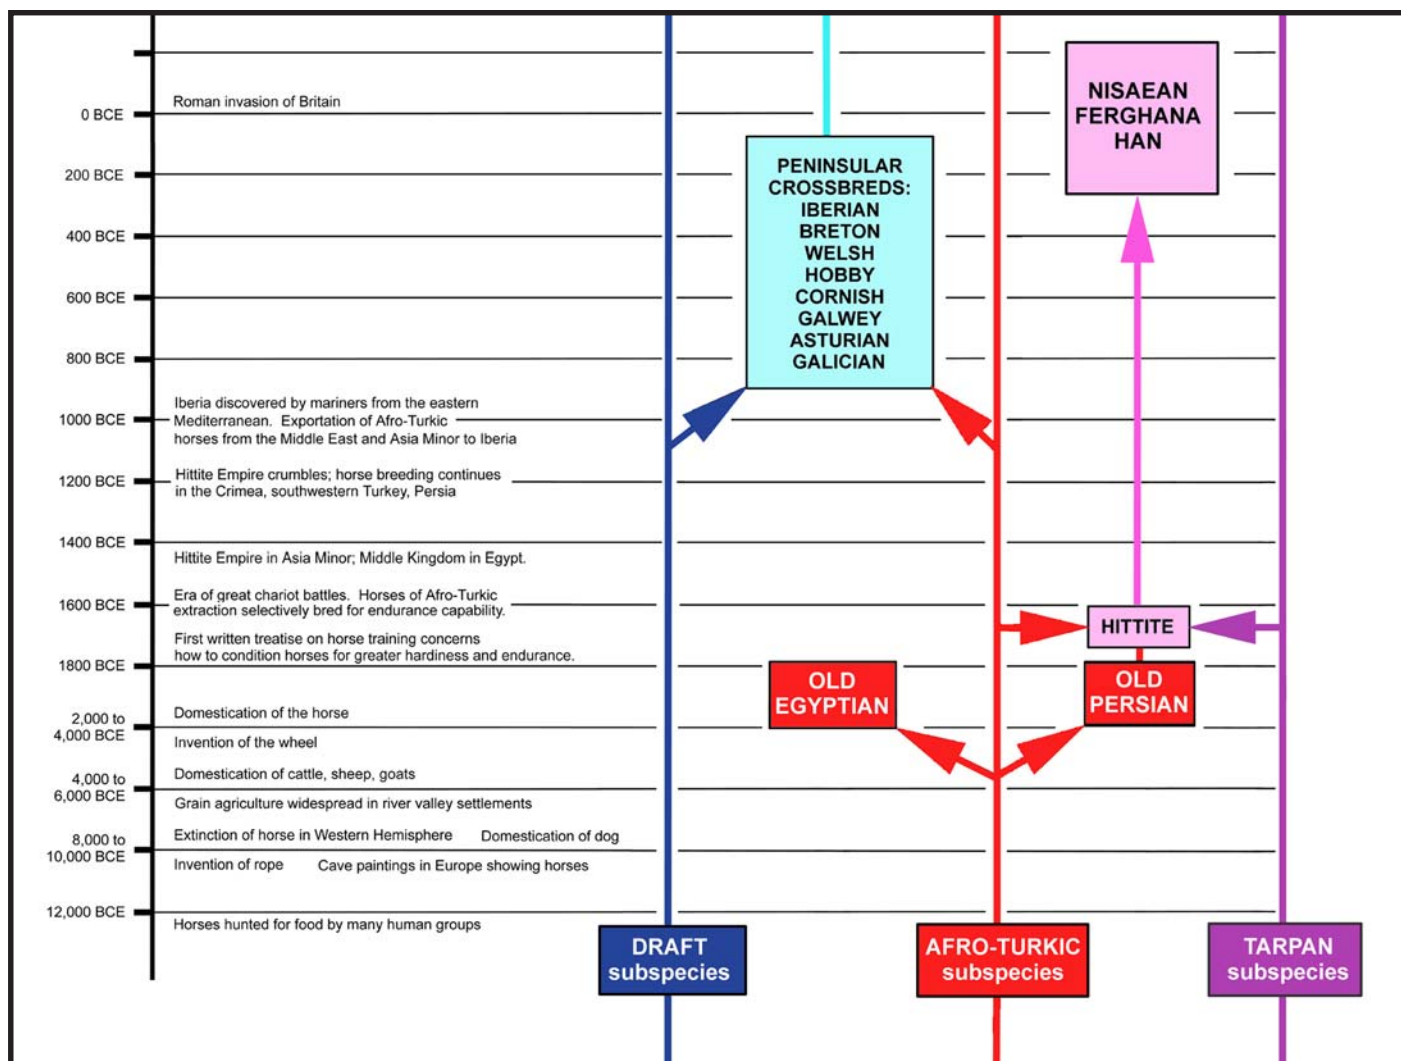 Roman invasion of Britain
0 BCE
200 BCE
400 BCE
600 BCE
800 BCE
Iberia discovered by mariners from the eastern
1000 BCE
Mediterranean. Exportation of Afro-Turkic
horses from the Middle East and Asia Minor to Iberia
Hittite Empire crumbles; horse breeding continues
1200 BCE
in the Crimea, southwestern Turkey, Persia
1400 BCE
Hittite Empire in Asia Minor; Middle Kingdom in Egypt.
Era of great chariot battles. Horses of Afro-Turkic
1600 BCE
extraction selectively bred for endurance capability.
First written treatise on horse training concerns
how to condition horses for greater hardiness and endurance.
1800 BCE
Domestication of the horse
2,000 to
4,000 BCE
Invention of the wheel
Domestication of cattle, sheep, goats
4,000 to
6,000 BCE
Grain agriculture widespread in river valley settlements
Extinction of horse in Western Hemisphere Domestication of dog
8,000 to
10,000 BCE
Invention of rope Cave paintings in Europe showing horses
12,000 BCE
Horses hunted for food by many human groups
PENINSULAR
CROSSBREDS:
IBERIAN
BRETON
WELSH
HOBBY
CORNISH
GALWEY
ASTURIAN
GALICIAN
NISAEAN
FERGHANA
HAN
HITTITE
OLD
EGYPTIAN
OLD
PERSIAN
DRAFT
subspecies
AFRO-TURKIC
subspecies
TARPAN
subspecies